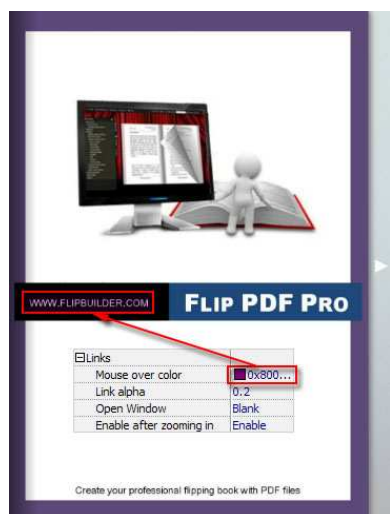 WWW.FLIPBUILDER.COM FLIP PDF PRO
Links
Mouse over color 0x800...
Link alpha 0.2
Open Window Blank
Enable after zooming in Enable
Create your professional flipping book with PDF files